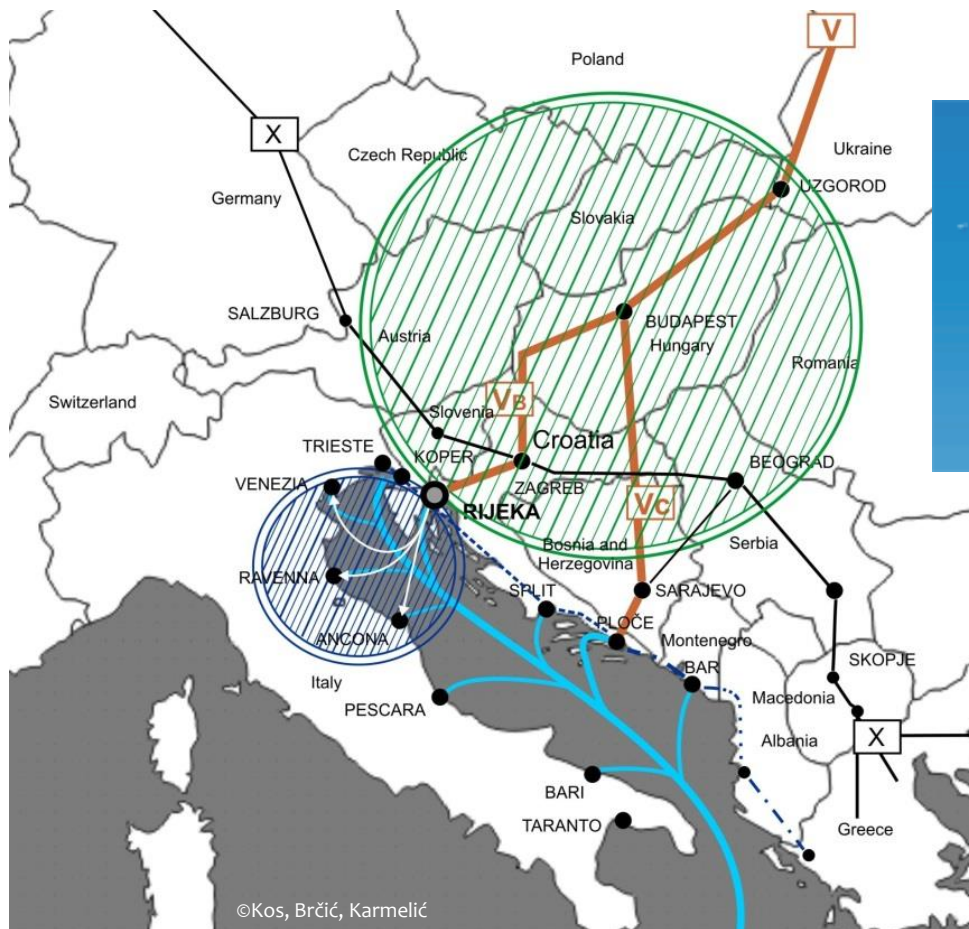 V
Poland
X
Czech Republic
Ukraine
Germany
UZGOROD
Slovakia
SALZBURG
Austria
BUDAPEST
Hungary
Romania
Switzerland
VB
Slovenia
Croatia
TRIESTE
KOPER
BEOGRAD
VENEZIA
ZAGREB
RIJEKA
VC
Bosnia and
Herzegovina
Serbia
RAVENNA
SPLIT
SARAJEVO
PLOČE
ANCONA
Montenegro
BAR
SKOPJE
Italy
PESCARA
Macedonia
X
Albania
BARI
TARANTO
Greece
©Kos, Brčić, Karmelić